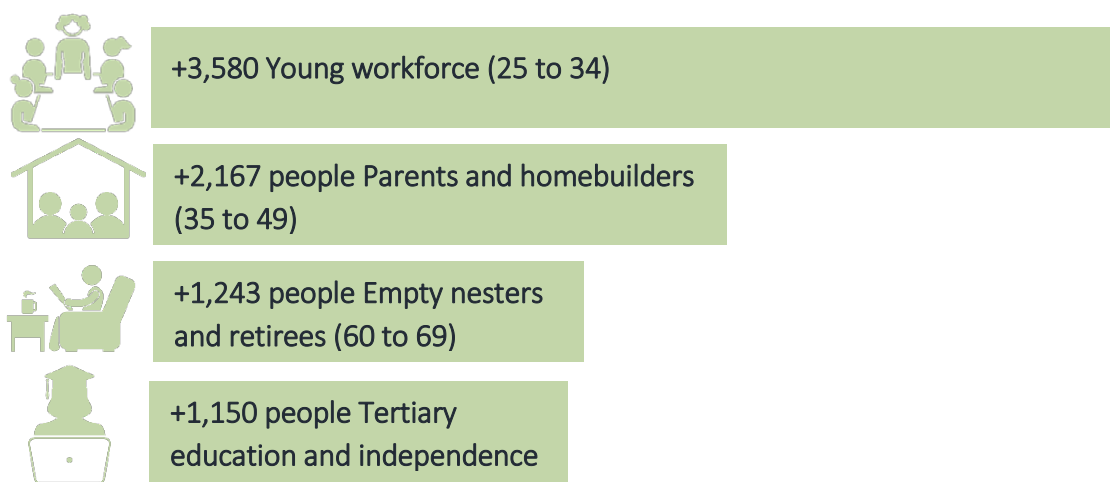 +3,580 Young workforce (25 to 34)
+2,167 people Parents and homebuilders
(35 to 49)
+1,243 people Empty nesters
and retirees (60 to 69)
+1,150 people Tertiary
education and independence